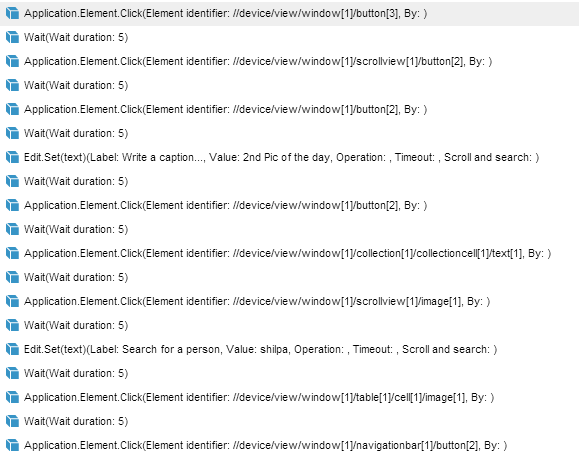 Application.Element.Click(Element identifier: //device/view/window[1]/button[3], By: )
Wait(Wait duration: 5)
Application.Element.Click(Element identifier: //device/view/window[1]/scrollview[1]/button[2], By: )
Wait(Wait duration: 5)
Application.Element.Click(Element identifier: //device/view/window[1]/button[2], By: )
Wait(Wait duration: 5)
Edit.Set(text)(Label: Write a caption..., Value: 2nd Pic of the day, Operation: , Timeout: , Scroll and search: )
Wait(Wait duration: 5)
Application.Element.Click(Element identifier: //device/view/window[1]/button[2], By: )
Wait(Wait duration: 5)
Application.Element.Click(Element identifier: //device/view/window[1]/collection[1]/collectioncell[1]/text[1], By: )
Wait(Wait duration: 5)
Application.Element.Click(Element identifier: //device/view/window[1]/scrollview[1]/image[1], By: )
Wait(Wait duration: 5)
Edit.Set(text)(Label: Search for a person, Value: shilpa, Operation: , Timeout: , Scroll and search: )
Wait(Wait duration: 5)
Application.Element.Click(Element identifier: //device/view/window[1]/table[1]/cell[1]/image[1], By: )
Wait(Wait duration: 5)
Application.Element.Click(Element identifier: //device/view/window[1]/navigationbar[1]/button[2], By: )